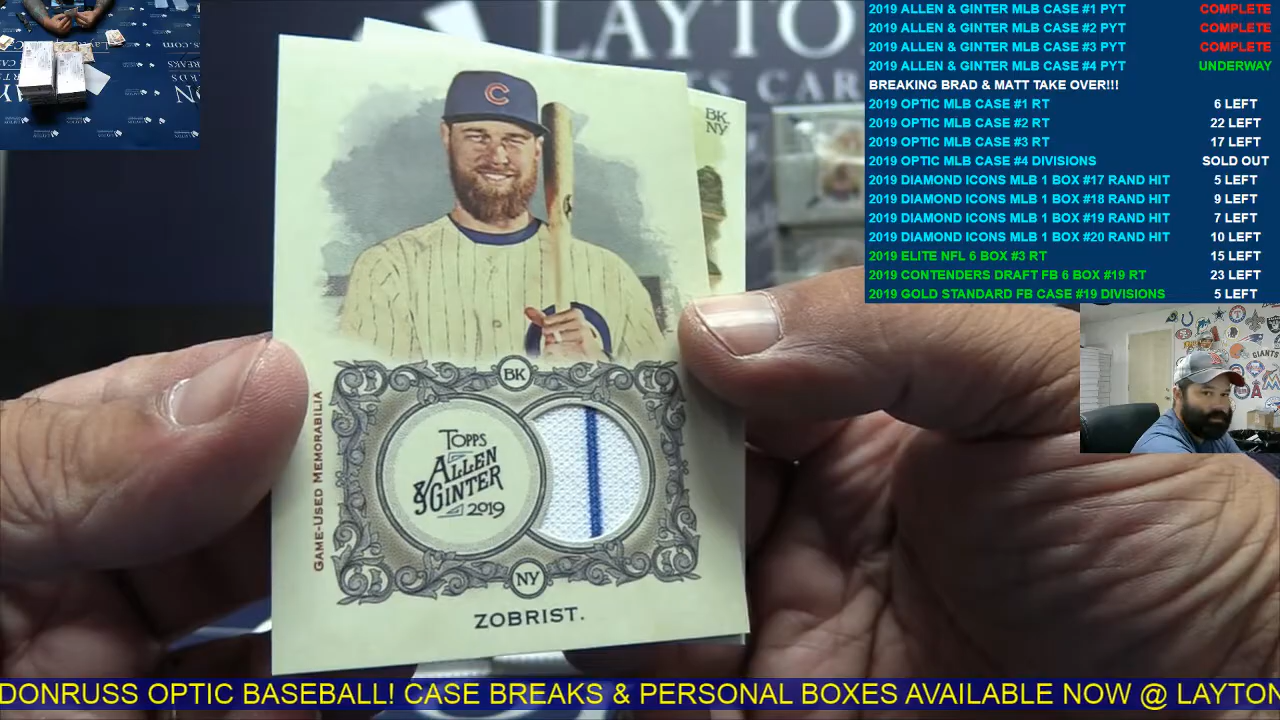 2019 ALLEN & GINTER MLB CASE #1 PYT COMPLETE
2019 ALLEN & GINTER MLB CASE #2 PYT COMPLETE
2019 ALLEN & GINTER MLB CASE #3 PYT COMPLETE
2019 ALLEN & GINTER MLB CASE #4 PYT UNDERWAY
BREAKING BRAD & MATT TAKE OVER!!!
2019 OPTIC MLB CASE #1 RT 6 LEFT
2019 OPTIC MLB CASE #2 RT 22 LEFT
2019 OPTIC MLB CASE #3 RT 17 LEFT
2019 OPTIC MLB CASE #4 DIVISIONS SOLD OUT
2019 DIAMOND ICONS MLB 1 BOX #17 RAND HIT 5 LEFT
2019 DIAMOND ICONS MLB 1 BOX #18 RAND HIT 9 LEFT
2019 DIAMOND ICONS MLB 1 BOX #19 RAND HIT 7 LEFT
2019 DIAMOND ICONS MLB 1 BOX #20 RAND HIT 10 LEFT
2019 ELITE NFL 6 BOX #3 RT 15 LEFT
2019 CONTENDERS DRAFT FB 6 BOX #19 RT 23 LEFT
2019 GOLD STANDARD FB CASE #19 DIVISIONS 5 LEFT
LAYTO
S CAR
BK.
NY
C
BK
GAME-USED MEMORABILIA
TOPPS
ALLEN
& GINTER
2019
NY
ZOBRIST.
GIANTS
DONRUSS OPTIC BASEBALL! CASE BREAKS & PERSONAL BOXES AVAILABLE NOW @ LAYTON